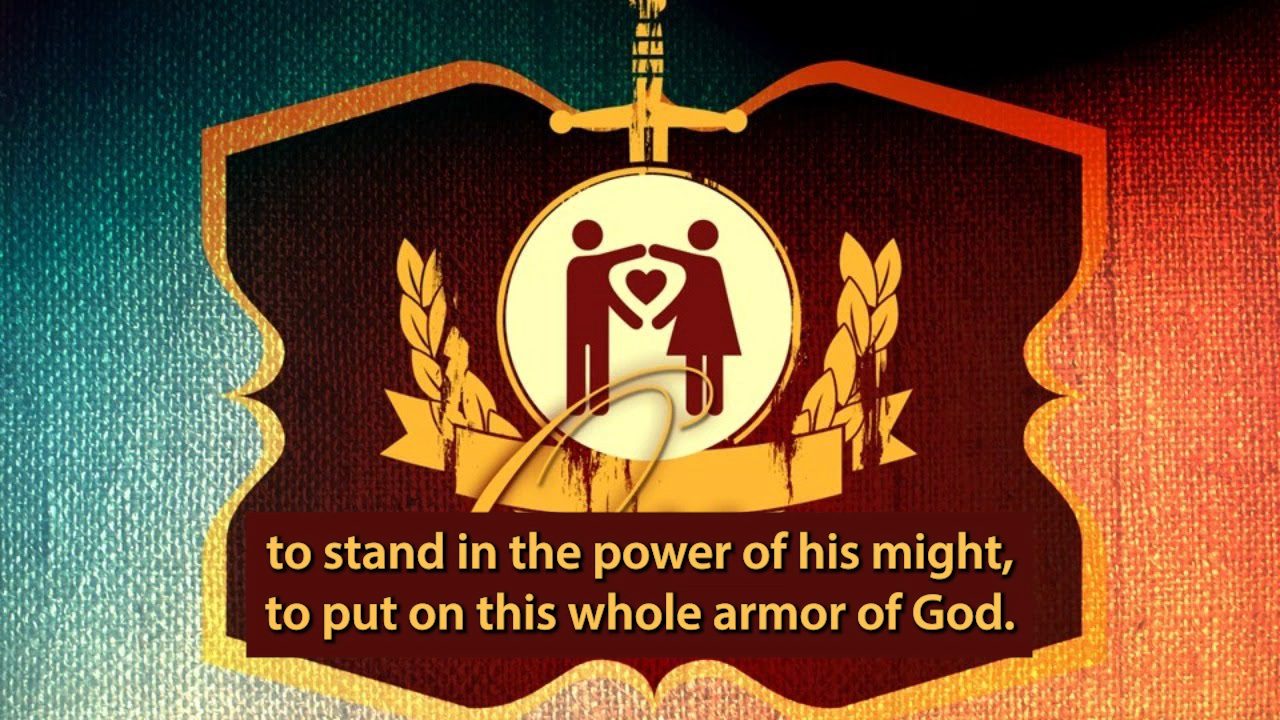 to stand in the power of his might,
to put on this whole armor of God.